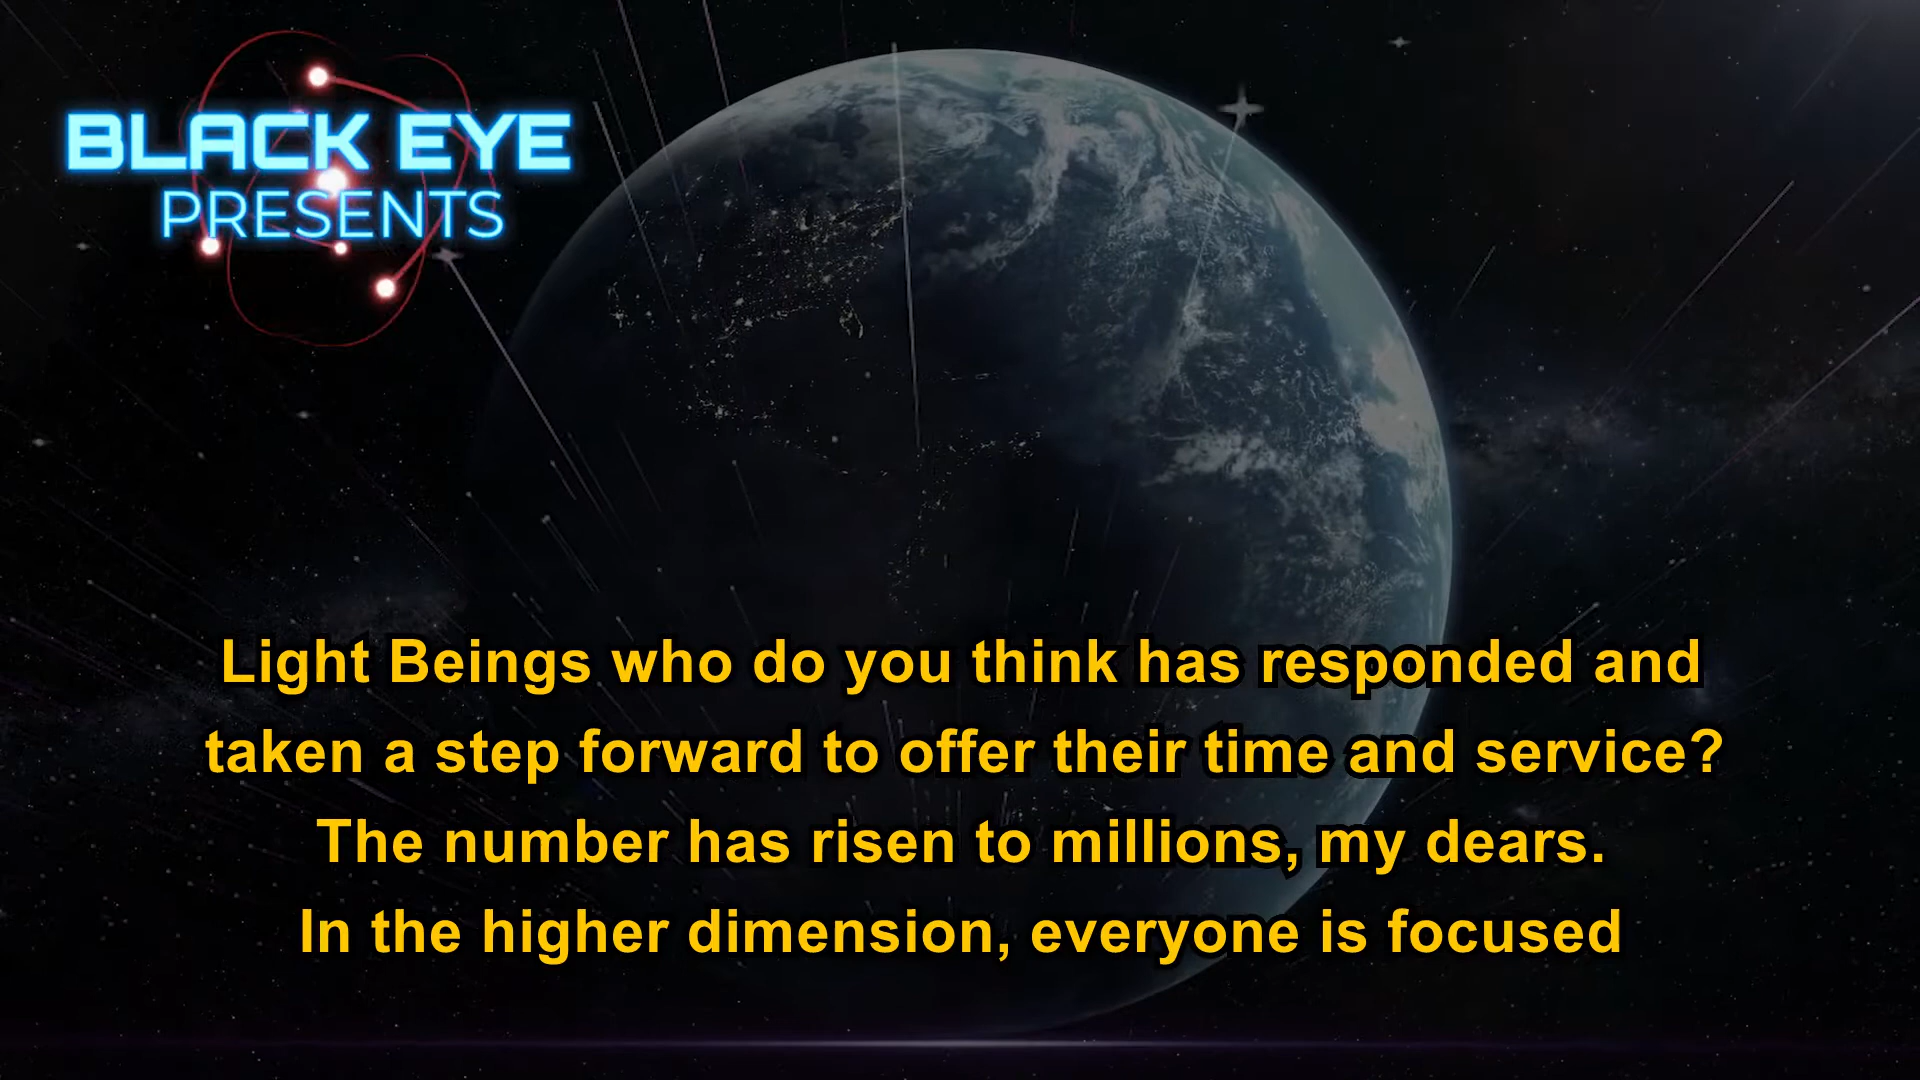 BLACK EYE
PRESENTS
Light Beings who do you think has responded and
taken a step forward to offer their time and service?
The number has risen to millions, my dears.
In the higher dimension, everyone is focused